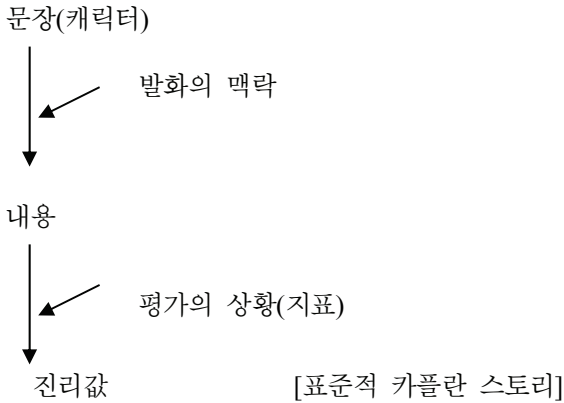 문장(캐릭터)
발화의 맥락
내용
평가의 상황(지표)
진리값 [표준적 카플란 스토리]